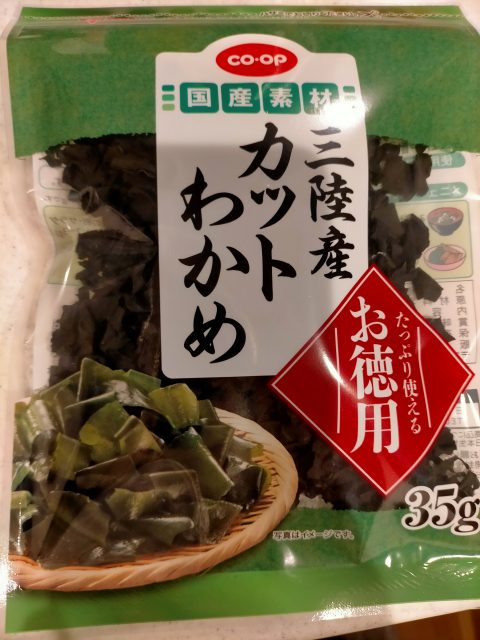 CO·OP
国産素材
三陸産
カット
わかめ
たっぷり使える
お徳用
35g
写真はイメージです。